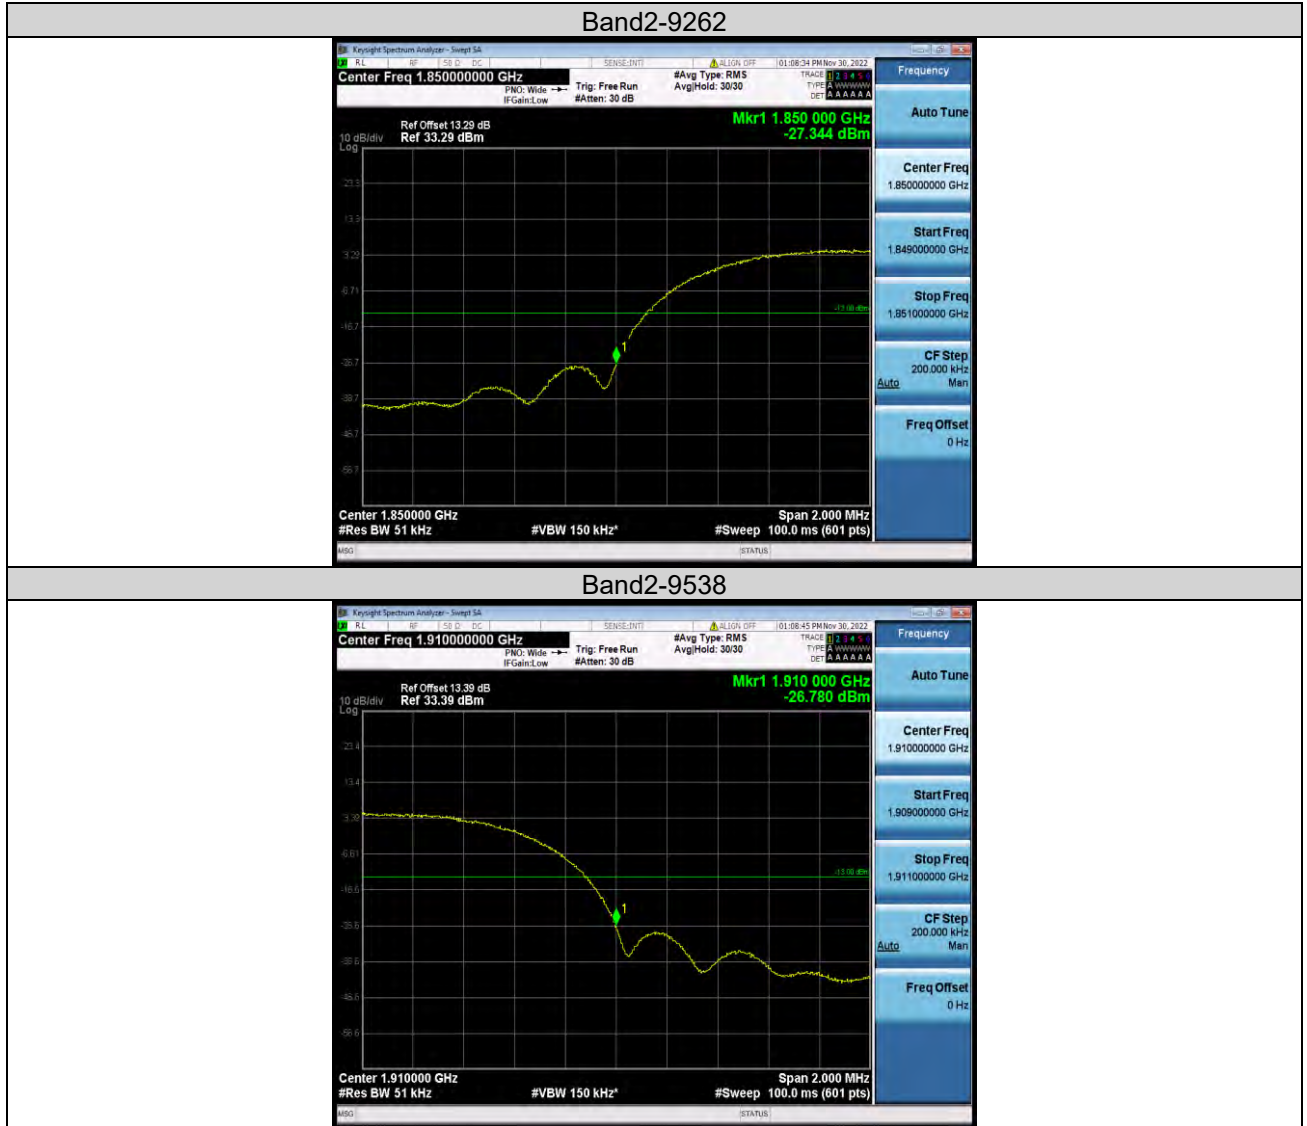 Band2-9262
Keysight Spectrum Analyzer - Swept SA
RL RF 50 Ω DC SENSE:INT ALIGN OFF 01:08:34 PM Nov 30, 2022
Center Freq 1.850000000 GHz #Avg Type: RMS TRACE 1 2 3 4 5 6 Frequency
PNO: Wide Trig: Free Run Avg|Hold: 30/30 TYPE A WWWWW
IFGain:Low #Atten: 30 dB DET A A A A A A
Auto Tune
Mkr1 1.850 000 GHz
Ref Offset 13.29 dB
10 dB/div Ref 33.29 dBm -27.344 dBm
Log
Center Freq
1.850000000 GHz
23.3
13.3
Start Freq
1.849000000 GHz
3.29
-6.71
Stop Freq
1.851000000 GHz
-13.00 dBm
-16.7
1
CF Step
200.000 kHz
Auto Man
-26.7
-36.7
Freq Offset
0 Hz
-46.7
-56.7
Center 1.850000 GHz Span 2.000 MHz
#Res BW 51 kHz #VBW 150 kHz* #Sweep 100.0 ms (601 pts)
MSG STATUS
Band2-9538
Keysight Spectrum Analyzer - Swept SA
RL RF 50 Ω DC SENSE:INT ALIGN OFF 01:08:45 PM Nov 30, 2022
Center Freq 1.910000000 GHz #Avg Type: RMS TRACE 1 2 3 4 5 6 Frequency
PNO: Wide Trig: Free Run Avg|Hold: 30/30 TYPE A WWWWW
IFGain:Low #Atten: 30 dB DET A A A A A A
Auto Tune
Mkr1 1.910 000 GHz
Ref Offset 13.39 dB
10 dB/div Ref 33.39 dBm -26.780 dBm
Log
Center Freq
1.910000000 GHz
23.4
13.4
Start Freq
1.909000000 GHz
3.39
-6.61
Stop Freq
1.911000000 GHz
-13.00 dBm
-16.6
1
CF Step
200.000 kHz
Auto Man
-26.6
-36.6
Freq Offset
0 Hz
-46.6
-56.6
Center 1.910000 GHz Span 2.000 MHz
#Res BW 51 kHz #VBW 150 kHz* #Sweep 100.0 ms (601 pts)
MSG STATUS